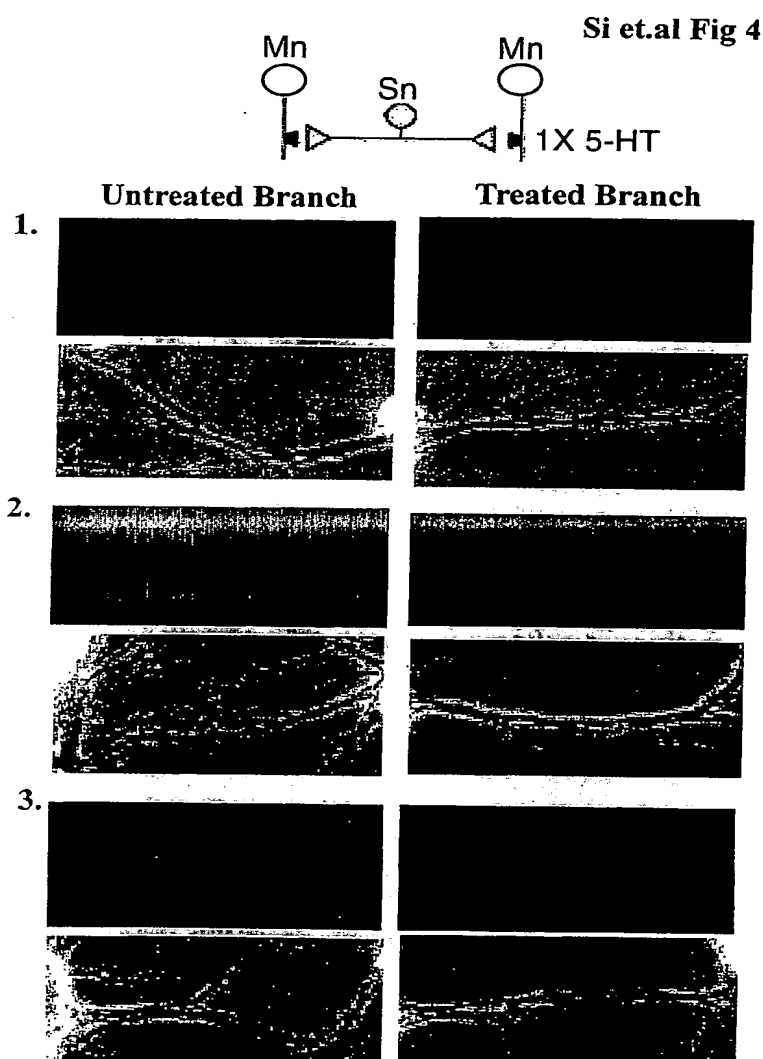 Si et.al Fig 4
Mn Mn
Sn
1X 5-HT
Untreated Branch Treated Branch
1.
2.
3.